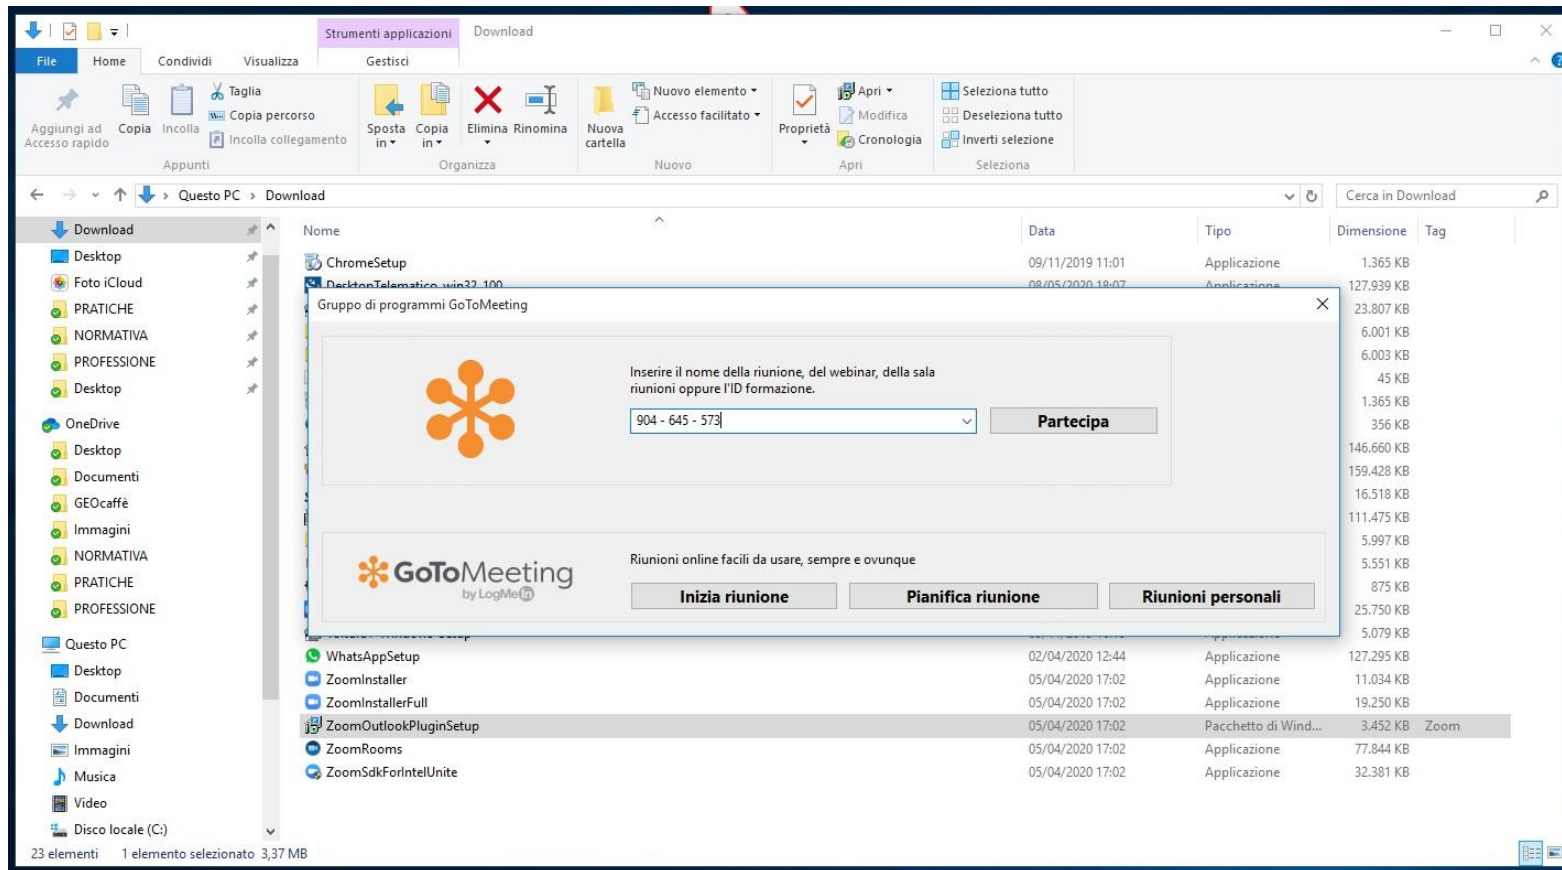 Strumenti applicazioni Download
File Home Condividi Visualizza Gestisci
Aggiungi ad Accesso rapido
Copia
Incolla
Taglia
Copia percorso
Incolla collegamento
Appunti
Sposta in
Copia in
Elimina
Rinomina
Organizza
Nuova cartella
Nuovo elemento
Accesso facilitato
Nuovo
Proprietà
Apri
Modifica
Cronologia
Apri
Seleziona tutto
Deseleziona tutto
Inverti selezione
Seleziona
Questo PC > Download
Cerca in Download
Download
Desktop
Foto iCloud
PRATICHE
NORMATIVA
PROFESSIONE
Desktop
OneDrive
Desktop
Documenti
GEOcaffè
Immagini
NORMATIVA
PRATICHE
PROFESSIONE
Questo PC
Desktop
Documenti
Download
Immagini
Musica
Video
Disco locale (C:)
Nome Data Tipo Dimensione Tag
ChromeSetup 09/11/2019 11:01 Applicazione 1.365 KB
DesktopTelematico_win32_100 08/05/2020 18:07 Applicazione 127.939 KB
23.807 KB
6.001 KB
6.003 KB
45 KB
1.365 KB
356 KB
146.660 KB
159.428 KB
16.518 KB
111.475 KB
5.997 KB
5.551 KB
875 KB
25.750 KB
5.079 KB
WhatsAppSetup 02/04/2020 12:44 Applicazione 127.295 KB
ZoomInstaller 05/04/2020 17:02 Applicazione 11.034 KB
ZoomInstallerFull 05/04/2020 17:02 Applicazione 19.250 KB
ZoomOutlookPluginSetup 05/04/2020 17:02 Pacchetto di Wind... 3.452 KB Zoom
ZoomRooms 05/04/2020 17:02 Applicazione 77.844 KB
ZoomSdkForIntelUnite 05/04/2020 17:02 Applicazione 32.381 KB
Gruppo di programmi GoToMeeting
Inserire il nome della riunione, del webinar, della sala
riunioni oppure l'ID formazione.
904 - 645 - 573
Partecipa
GoToMeeting
by LogMeIn
Riunioni online facili da usare, sempre e ovunque
Inizia riunione Pianifica riunione Riunioni personali
23 elementi 1 elemento selezionato 3,37 MB